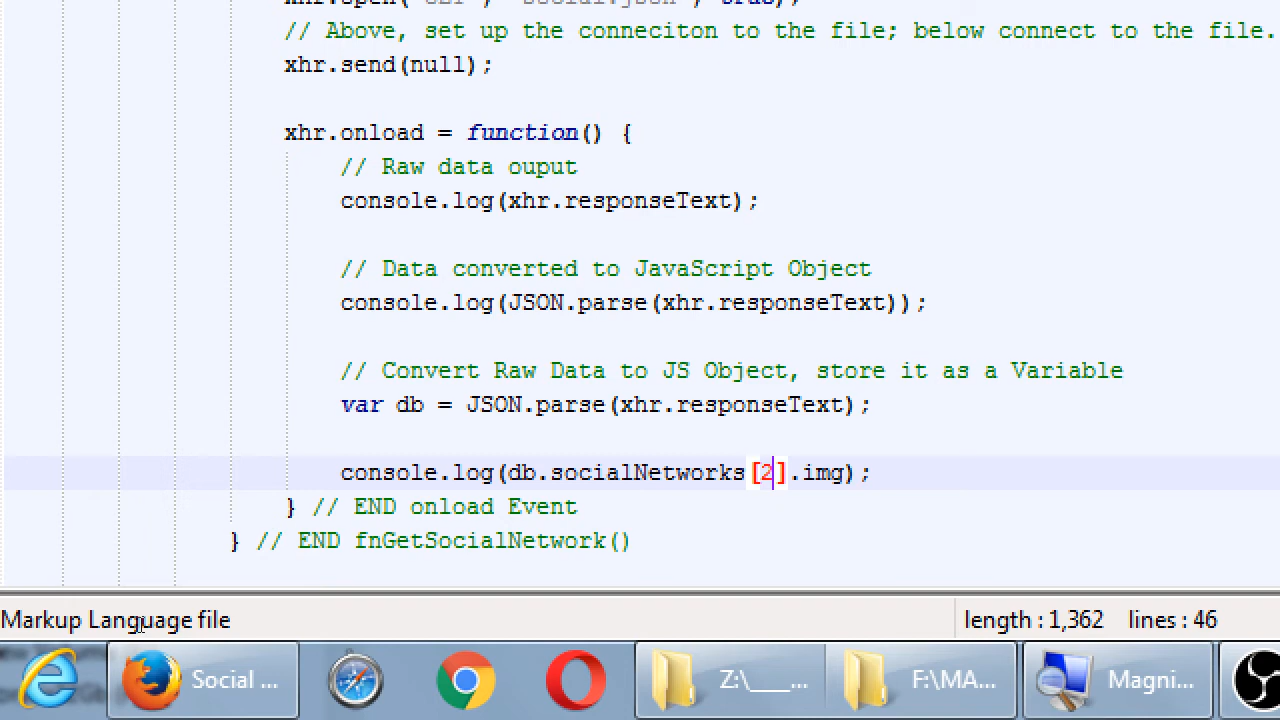 // Above, set up the conneciton to the file; below connect to the file.
xhr.send(null);
xhr.onload = function() {
// Raw data ouput
console.log(xhr.responseText);
// Data converted to JavaScript Object
console.log(JSON.parse(xhr.responseText));
// Convert Raw Data to JS Object, store it as a Variable
var db = JSON.parse(xhr.responseText);
console.log(db.socialNetworks[2].img);
} // END onload Event
} // END fnGetSocialNetwork()
Markup Language file length : 1,362 lines : 46
Social ... Z:\___... F:\MA... Magni...